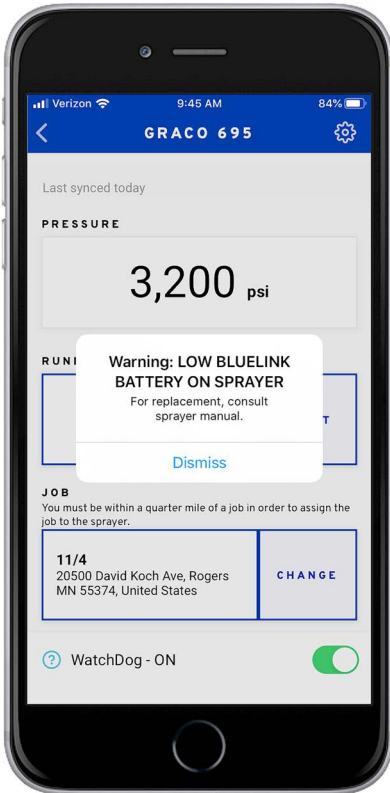 Verizon 9:45 AM 84%
GRACO 695
Last synced today
PRESSURE
3,200 psi
Warning: LOW BLUELINK
BATTERY ON SPRAYER
For replacement, consult
sprayer manual.
Dismiss
JOB
You must be within a quarter mile of a job in order to assign the
job to the sprayer.
11/4
20500 David Koch Ave, Rogers
MN 55374, United States
CHANGE
? WatchDog - ON